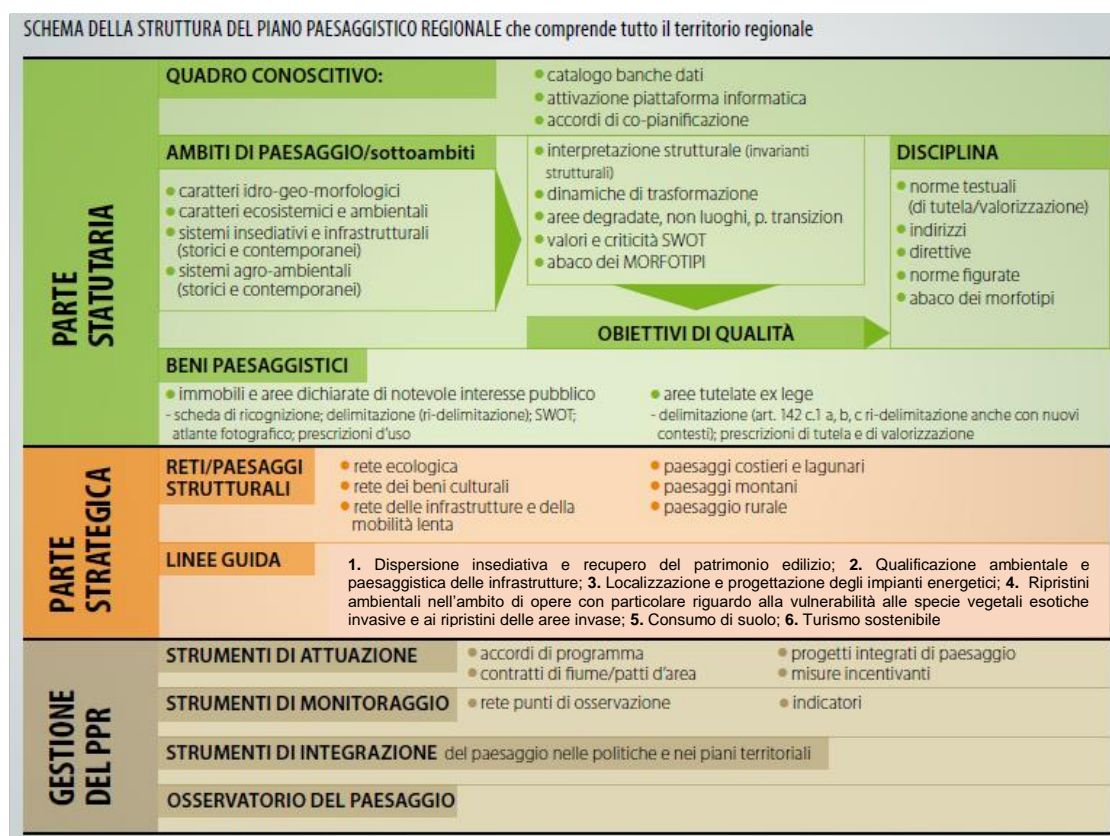 SCHEMA DELLA STRUTTURA DEL PIANO PAESAGGISTICO REGIONALE che comprende tutto il territorio regionale
PARTE
STATUTARIA
QUADRO CONOSCITIVO:
• catalogo banche dati
• attivazione piattaforma informatica
• accordi di co-pianificazione
AMBITI DI PAESAGGIO/sottoambiti
• caratteri idro-geo-morfologici
• caratteri ecosistemici e ambientali
• sistemi insediativi e infrastrutturali
(storici e contemporanei)
• sistemi agro-ambientali
(storici e contemporanei)
• interpretazione strutturale (invarianti
strutturali)
• dinamiche di trasformazione
• aree degradate, non luoghi, p. transizion
• valori e criticità SWOT
• abaco dei MORFOTIPI
OBIETTIVI DI QUALITÀ
DISCIPLINA
• norme testuali
(di tutela/valorizzazione)
• indirizzi
• direttive
• norme figurate
• abaco dei morfotipi
BENI PAESAGGISTICI
• immobili e aree dichiarate di notevole interesse pubblico
- scheda di ricognizione; delimitazione (ri-delimitazione); SWOT;
atlante fotografico; prescrizioni d'uso
• aree tutelate ex lege
- delimitazione (art. 142 c.1 a, b, c ri-delimitazione anche con nuovi
contesti); prescrizioni di tutela e di valorizzazione
PARTE
STRATEGICA
RETI/PAESAGGI
STRUTTURALI
• rete ecologica
• rete dei beni culturali
• rete delle infrastrutture e della
mobilità lenta
• paesaggi costieri e lagunari
• paesaggi montani
• paesaggio rurale
LINEE GUIDA
1. Dispersione insediativa e recupero del patrimonio edilizio; 2. Qualificazione ambientale e
paesaggistica delle infrastrutture; 3. Localizzazione e progettazione degli impianti energetici; 4. Ripristini
ambientali nell'ambito di opere con particolare riguardo alla vulnerabilità alle specie vegetali esotiche
invasive e ai ripristini delle aree invase; 5. Consumo di suolo; 6. Turismo sostenibile
GESTIONE
DEL PPR
STRUMENTI DI ATTUAZIONE
• accordi di programma
• contratti di fiume/patti d'area
• progetti integrati di paesaggio
• misure incentivanti
STRUMENTI DI MONITORAGGIO
• rete punti di osservazione
• indicatori
STRUMENTI DI INTEGRAZIONE del paesaggio nelle politiche e nei piani territoriali
OSSERVATORIO DEL PAESAGGIO